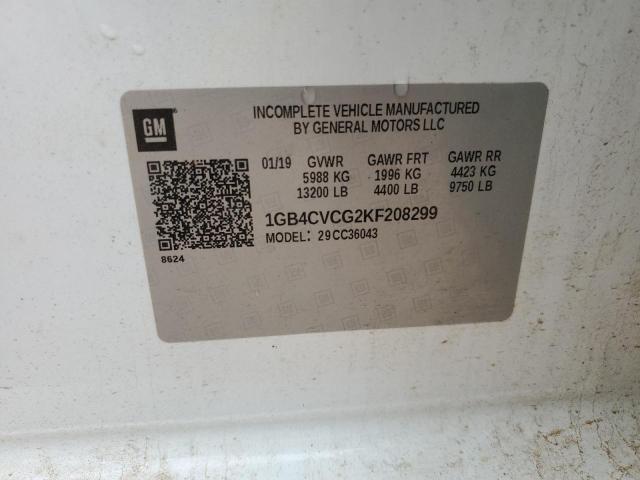 GM
INCOMPLETE VEHICLE MANUFACTURED
BY GENERAL MOTORS LLC
01/19 GVWR GAWR FRT GAWR RR
5988 KG 1996 KG 4423 KG
13200 LB 4400 LB 9750 LB
1GB4CVCG2KF208299
MODEL: 29CC36043
8624